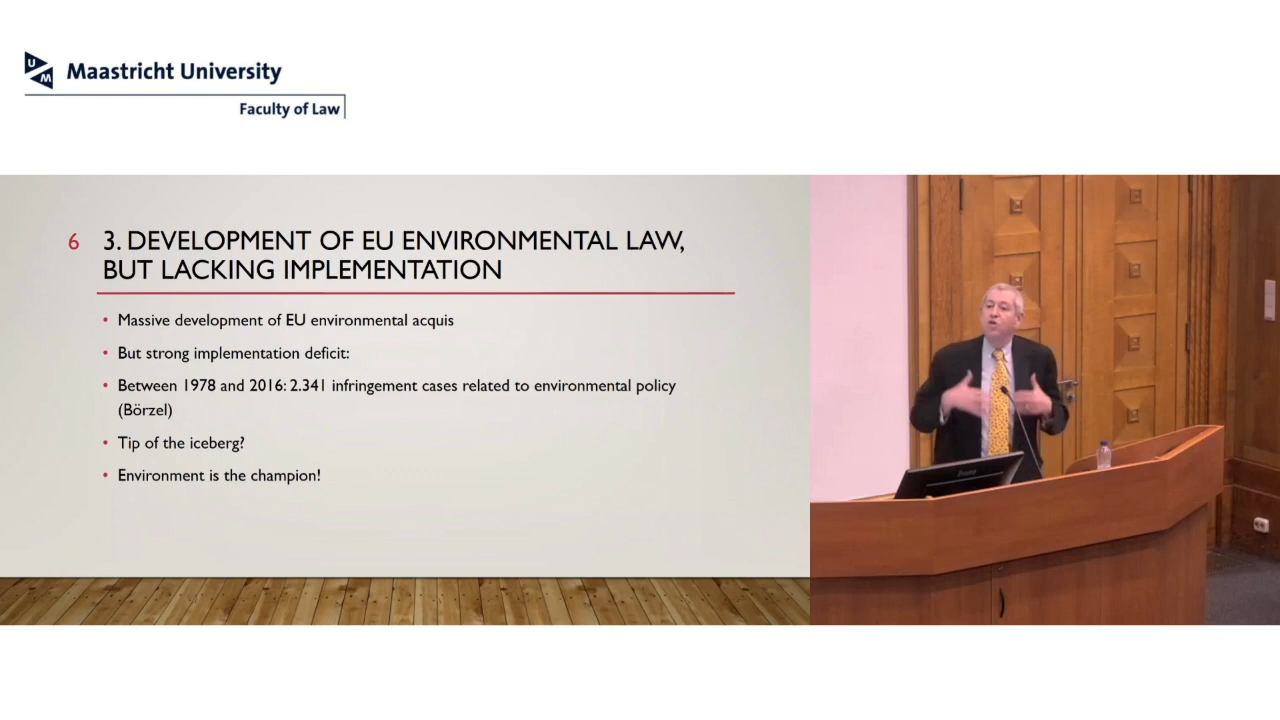 UM
Maastricht University
Faculty of Law
6 3. DEVELOPMENT OF EU ENVIRONMENTAL LAW,
BUT LACKING IMPLEMENTATION
• Massive development of EU environmental acquis
• But strong implementation deficit:
• Between 1978 and 2016: 2.341 infringement cases related to environmental policy
(Börzel)
• Tip of the iceberg?
• Environment is the champion!